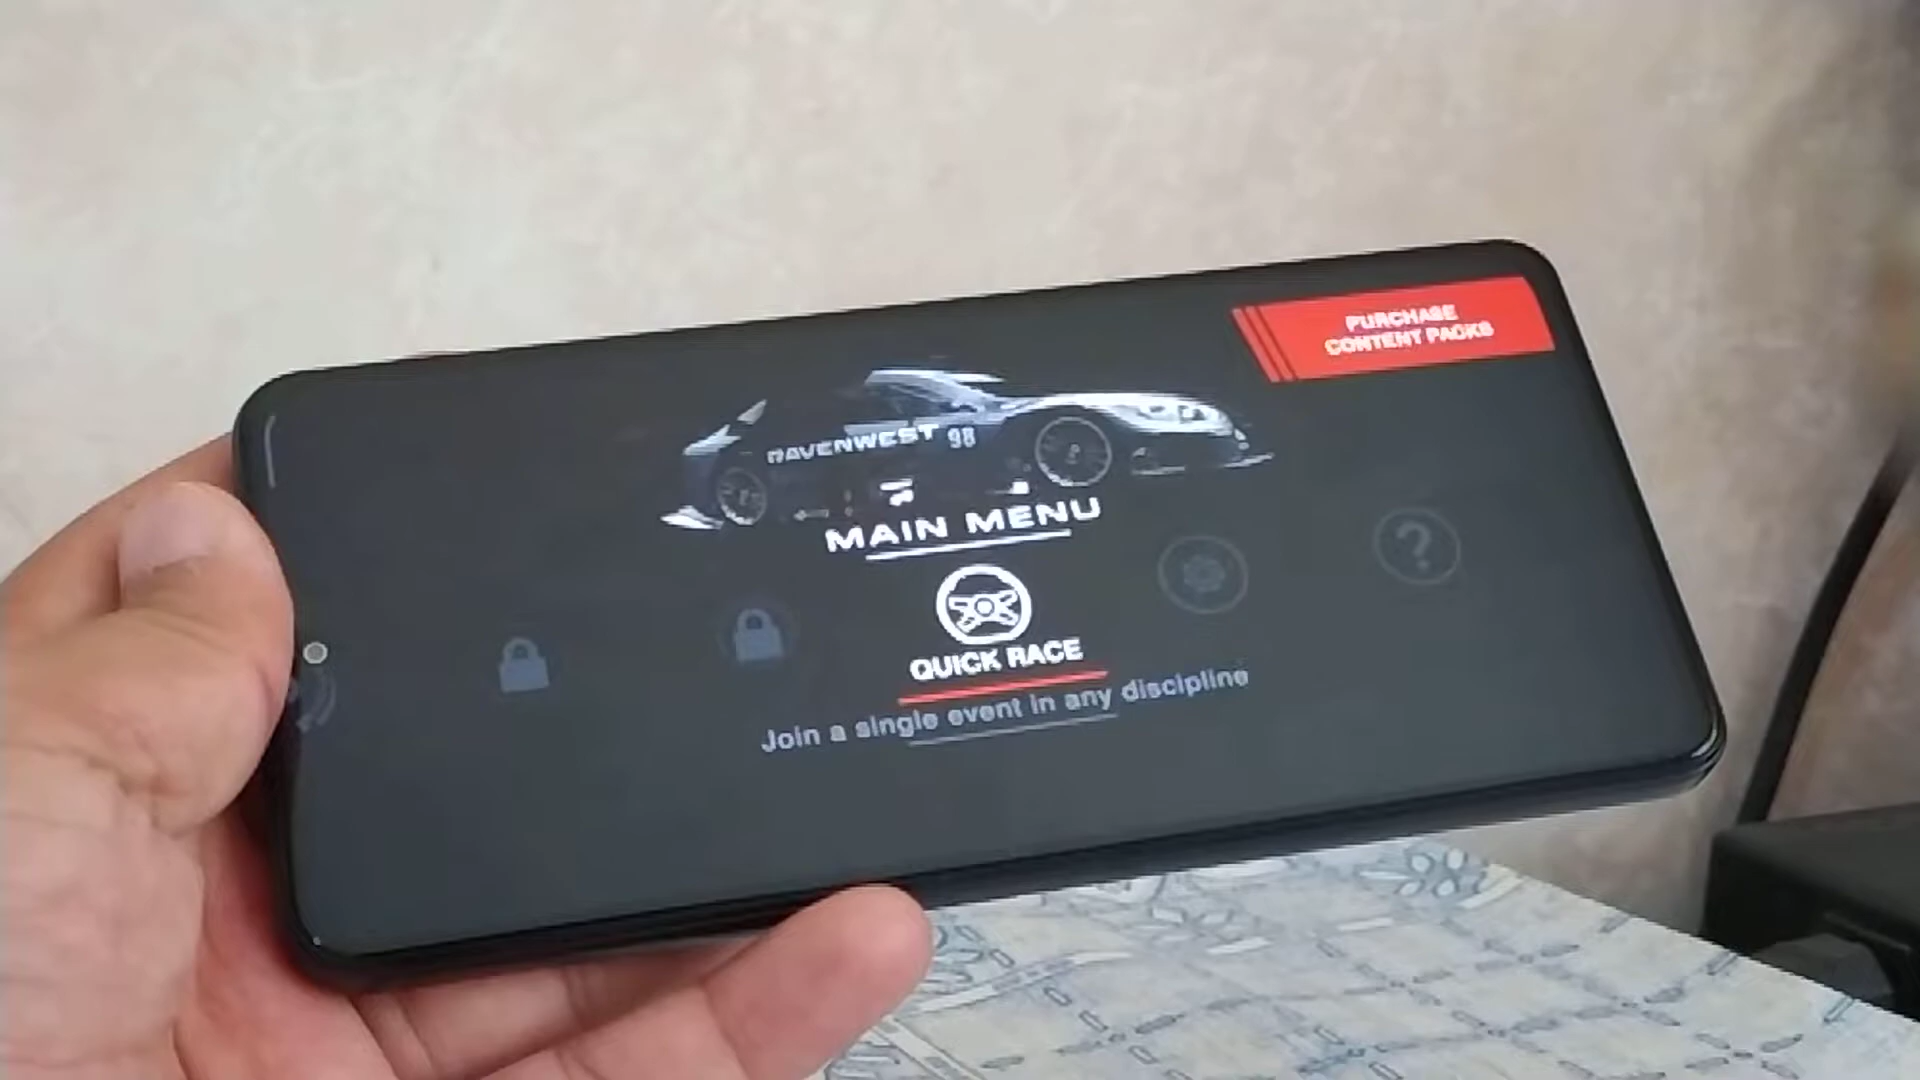 PURCHASE
CONTENT PACKS
RAVENWEST 98
MAIN MENU
QUICK RACE
Join a single event in any discipline